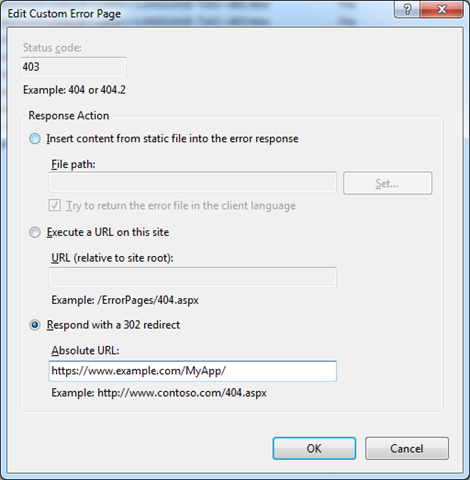 Edit Custom Error Page
Status code:
403
Example: 404 or 404.2
Response Action
Insert content from static file into the error response
File path:
Set...
Try to return the error file in the client language
Execute a URL on this site
URL (relative to site root):
Example: /ErrorPages/404.aspx
Respond with a 302 redirect
Absolute URL:
https://www.example.com/MyApp/
Example: http://www.contoso.com/404.aspx
OK
Cancel